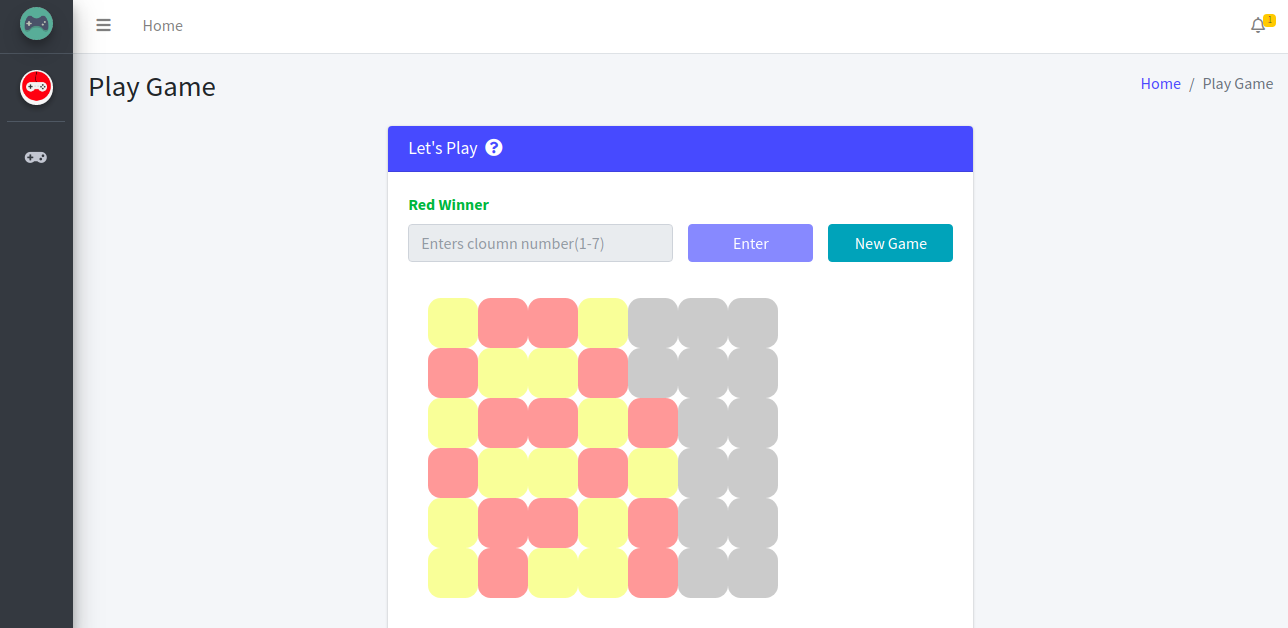 Home
1
Play Game
Home / Play Game
Let's Play ?
Red Winner
Enters cloumn number(1-7)
Enter
New Game